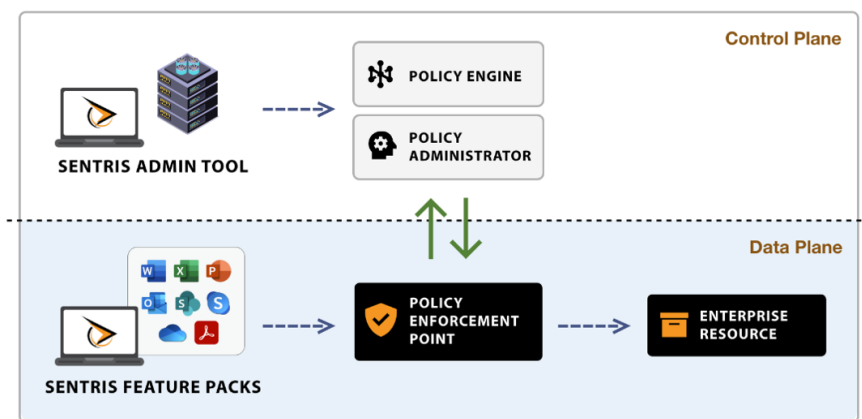 Control Plane
POLICY ENGINE
POLICY
ADMINISTRATOR
SENTRIS ADMIN TOOL
Data Plane
W
X
P
O
S
S
POLICY
ENFORCEMENT
POINT
ENTERPRISE
RESOURCE
SENTRIS FEATURE PACKS